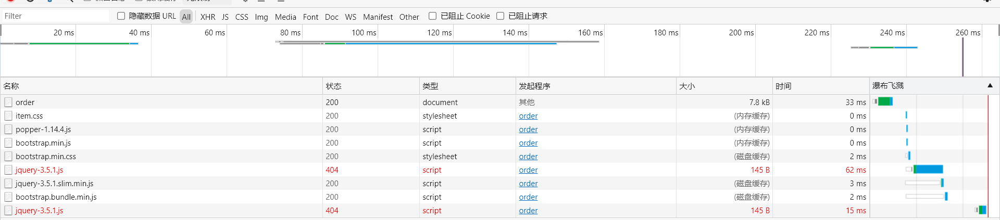 Filter 隐藏数据 URL All XHR JS CSS Img Media Font Doc WS Manifest Other 已阻止 Cookie 已阻止请求
20 ms 40 ms 60 ms 80 ms 100 ms 120 ms 140 ms 160 ms 180 ms 200 ms 220 ms 240 ms 260 ms
名称 状态 类型 发起程序 大小 时间 瀑布飞溅
order 200 document 其他 7.8 kB 33 ms
item.css 200 stylesheet order (内存缓存) 0 ms
popper-1.14.4.js 200 script order (内存缓存) 0 ms
bootstrap.min.js 200 script order (内存缓存) 0 ms
bootstrap.min.css 200 stylesheet order (磁盘缓存) 2 ms
jquery-3.5.1.js 404 script order 145 B 62 ms
jquery-3.5.1.slim.min.js 200 script order (磁盘缓存) 3 ms
bootstrap.bundle.min.js 200 script order (磁盘缓存) 2 ms
jquery-3.5.1.js 404 script order 145 B 15 ms